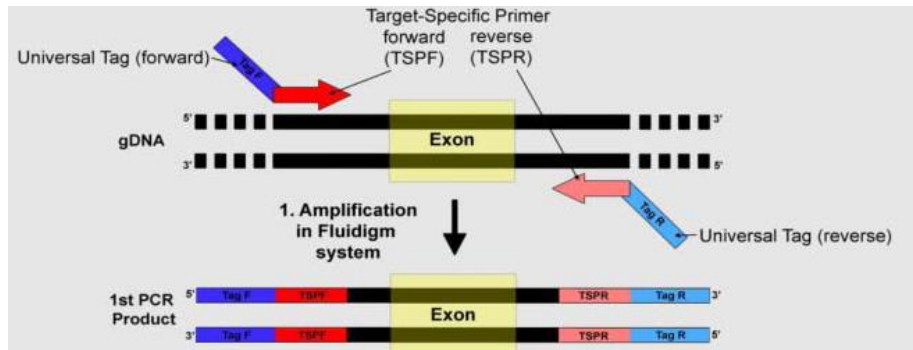 Target-Specific Primer
forward reverse
(TSPF) (TSPR)
Universal Tag (forward)
Tag F
5' 3'
gDNA
Exon
3' 5'
Tag R
1. Amplification
in Fluidigm
system
Universal Tag (reverse)
5' Tag F TSPF TSPR Tag R 3'
1st PCR
Product
Exon
3' Tag F TSPF TSPR Tag R 5'